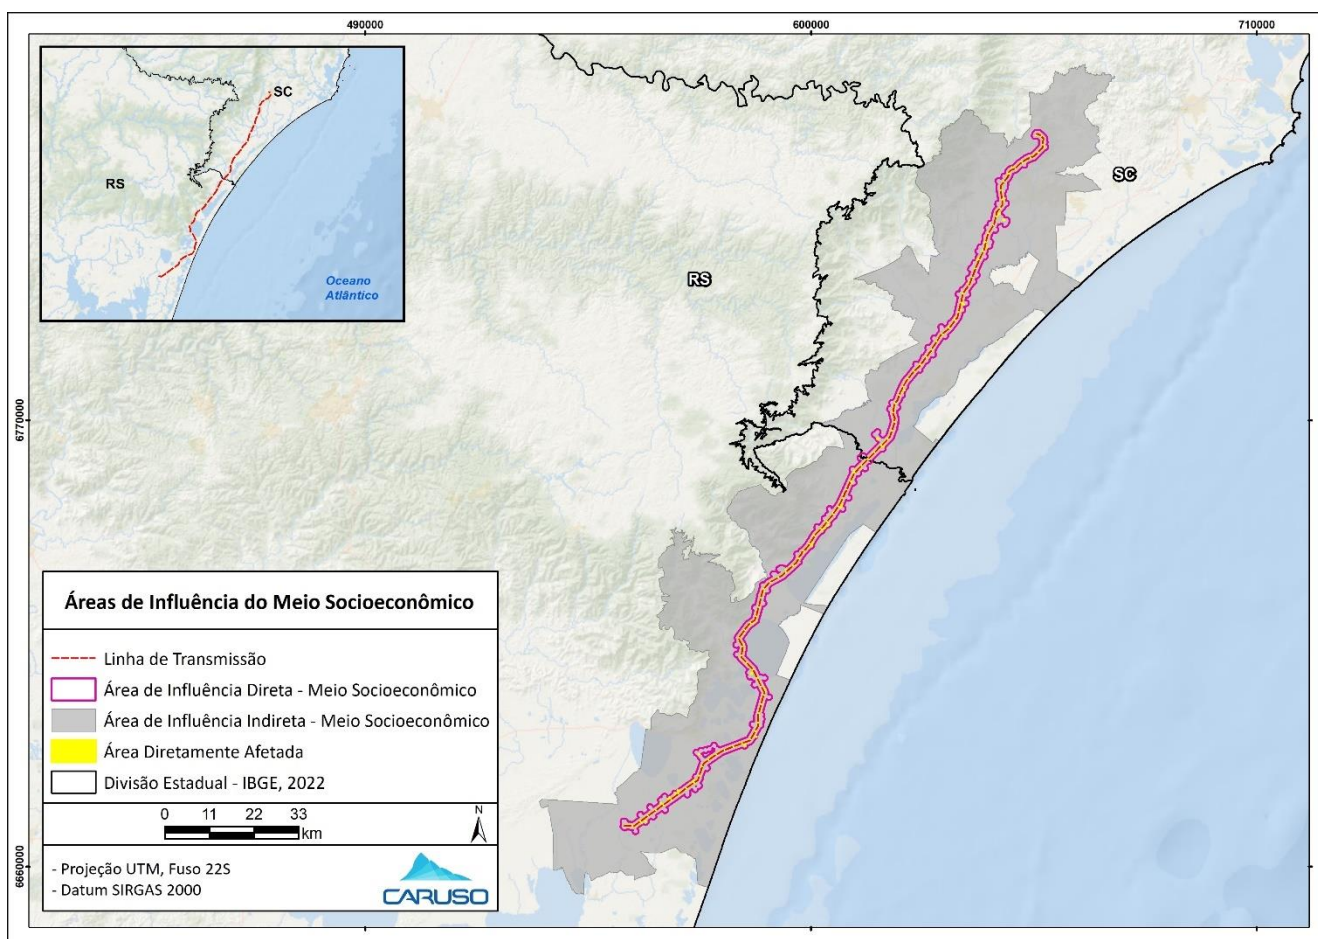 490000
600000
710000
SC
RS
Oceano
Atlântico
SC
RS
6770000
6660000
Áreas de Influência do Meio Socioeconômico
Linha de Transmissão
Área de Influência Direta - Meio Socioeconômico
Área de Influência Indireta - Meio Socioeconômico
Área Diretamente Afetada
Divisão Estadual - IBGE, 2022
0 11 22 33
km
N
- Projeção UTM, Fuso 22S
- Datum SIRGAS 2000
CARUSO